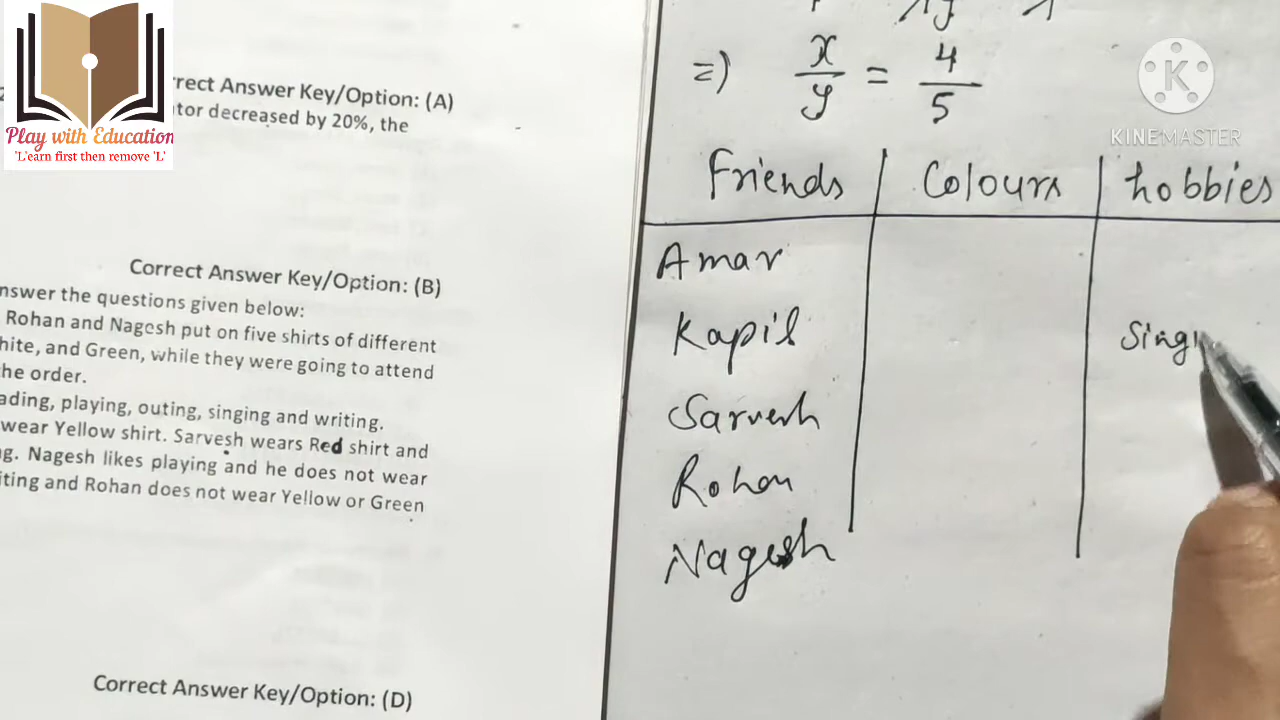 Play with Education
'L'earn first then remove 'L'
rrect Answer Key/Option: (A)
tor decreased by 20%, the
Correct Answer Key/Option: (B)
nswer the questions given below:
Rohan and Nagesh put on five shirts of different
hite, and Green, while they were going to attend
he order.
ading, playing, outing, singing and writing.
wear Yellow shirt. Sarvesh wears Red shirt and
g. Nagesh likes playing and he does not wear
iting and Rohan does not wear Yellow or Green
Correct Answer Key/Option: (D)
=) x/y = 4/5
KINEMASTER
Friends Colours hobbies
Amar
Kapil Singi
Sarvesh
Rohan
Nagesh